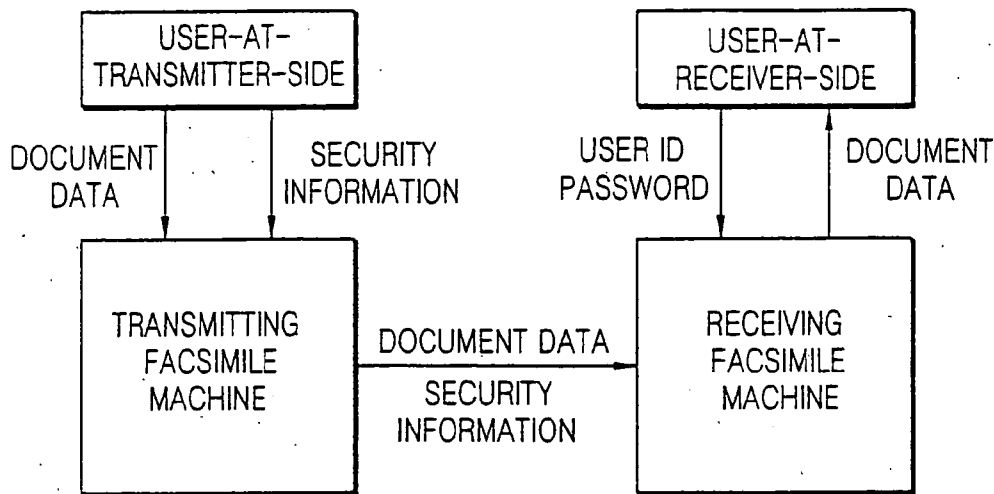 USER-AT-
TRANSMITTER-SIDE
USER-AT-
RECEIVER-SIDE
DOCUMENT
DATA
SECURITY
INFORMATION
USER ID
PASSWORD
DOCUMENT
DATA
TRANSMITTING
FACSIMILE
MACHINE
DOCUMENT DATA
SECURITY
INFORMATION
RECEIVING
FACSIMILE
MACHINE